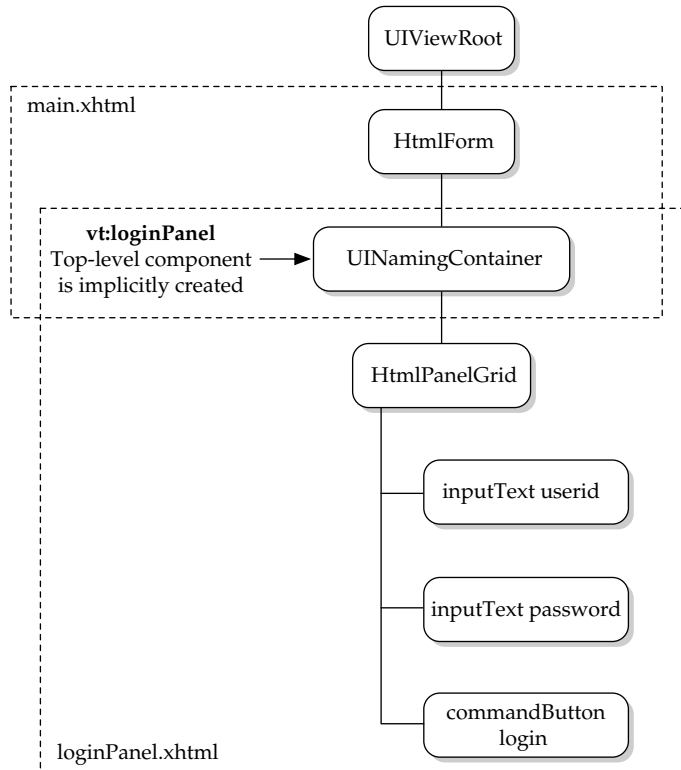 UIViewRoot
main.xhtml
HtmlForm
vt:loginPanel
Top-level component
is implicitly created
UINamingContainer
HtmlPanelGrid
inputText userid
inputText password
commandButton
login
loginPanel.xhtml